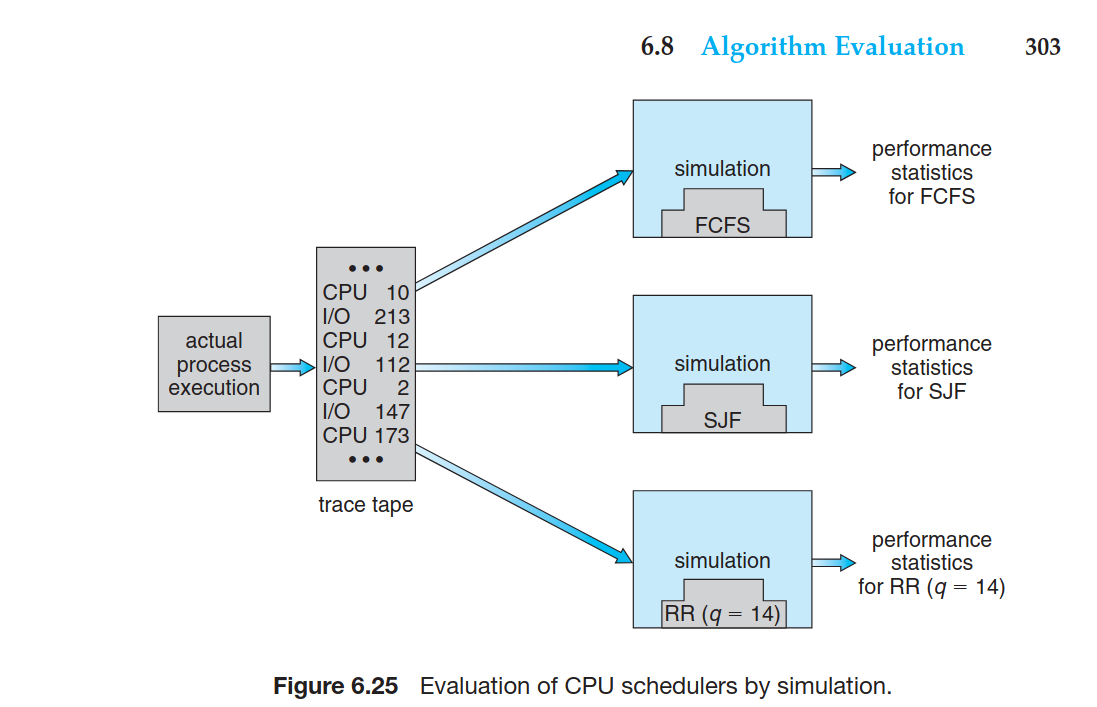 6.8 Algorithm Evaluation 303
actual
process
execution
•••
CPU 10
I/O 213
CPU 12
I/O 112
CPU 2
I/O 147
CPU 173
•••
trace tape
simulation
FCFS
performance
statistics
for FCFS
simulation
SJF
performance
statistics
for SJF
simulation
RR (q = 14)
performance
statistics
for RR (q = 14)
Figure 6.25 Evaluation of CPU schedulers by simulation.